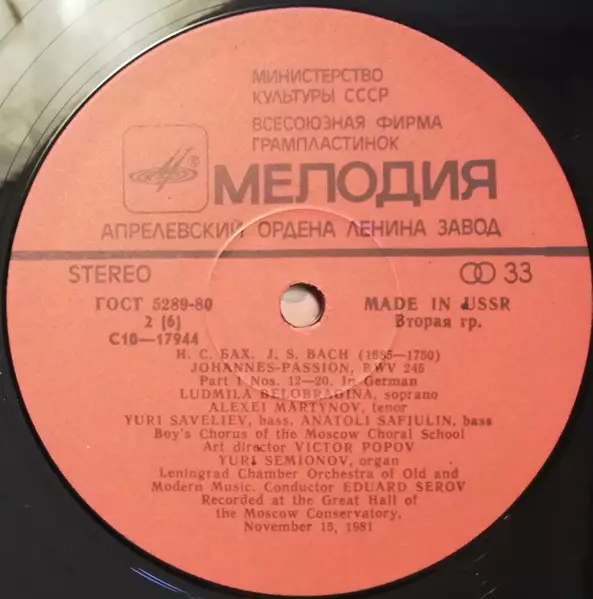 МИНИСТЕРСТВО
КУЛЬТУРЫ СССР
ВСЕСОЮЗНАЯ ФИРМА
ГРАМПЛАСТИНОК
МЕЛОДИЯ
АПРЕЛЕВСКИЙ ОРДЕНА ЛЕНИНА ЗАВОД
STEREO 33
ГОСТ 5289-80 MADE IN USSR
2 (6) Вторая гр.
С10—17944
И. С. БАХ. J. S. BACH (1685—1750)
JOHANNES-PASSION, BWV 245
Part 1 Nos. 12—20. In German
LUDMILA BELOBRAGINA, soprano
ALEXEI MARTYNOV, tenor
YURI SAVELIEV, bass, ANATOLI SAFIULIN, bass
Boy's Chorus of the Moscow Choral School
Art director VICTOR POPOV
YURI SEMIONOV, organ
Leningrad Chamber Orchestra of Old and
Modern Music. Conductor EDUARD SEROV
Recorded at the Great Hall of
the Moscow Conservatory.
November 15, 1981